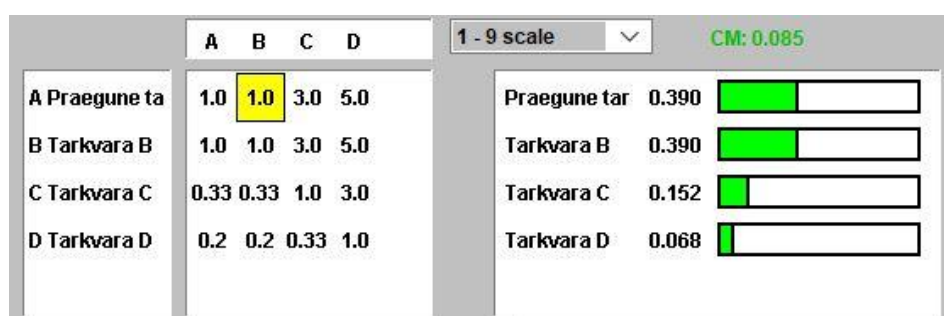 A B C D
1 - 9 scale
CM: 0.085
A Praegune ta 1.0 1.0 3.0 5.0 Praegune tar 0.390
B Tarkvara B 1.0 1.0 3.0 5.0 Tarkvara B 0.390
C Tarkvara C 0.33 0.33 1.0 3.0 Tarkvara C 0.152
D Tarkvara D 0.2 0.2 0.33 1.0 Tarkvara D 0.068